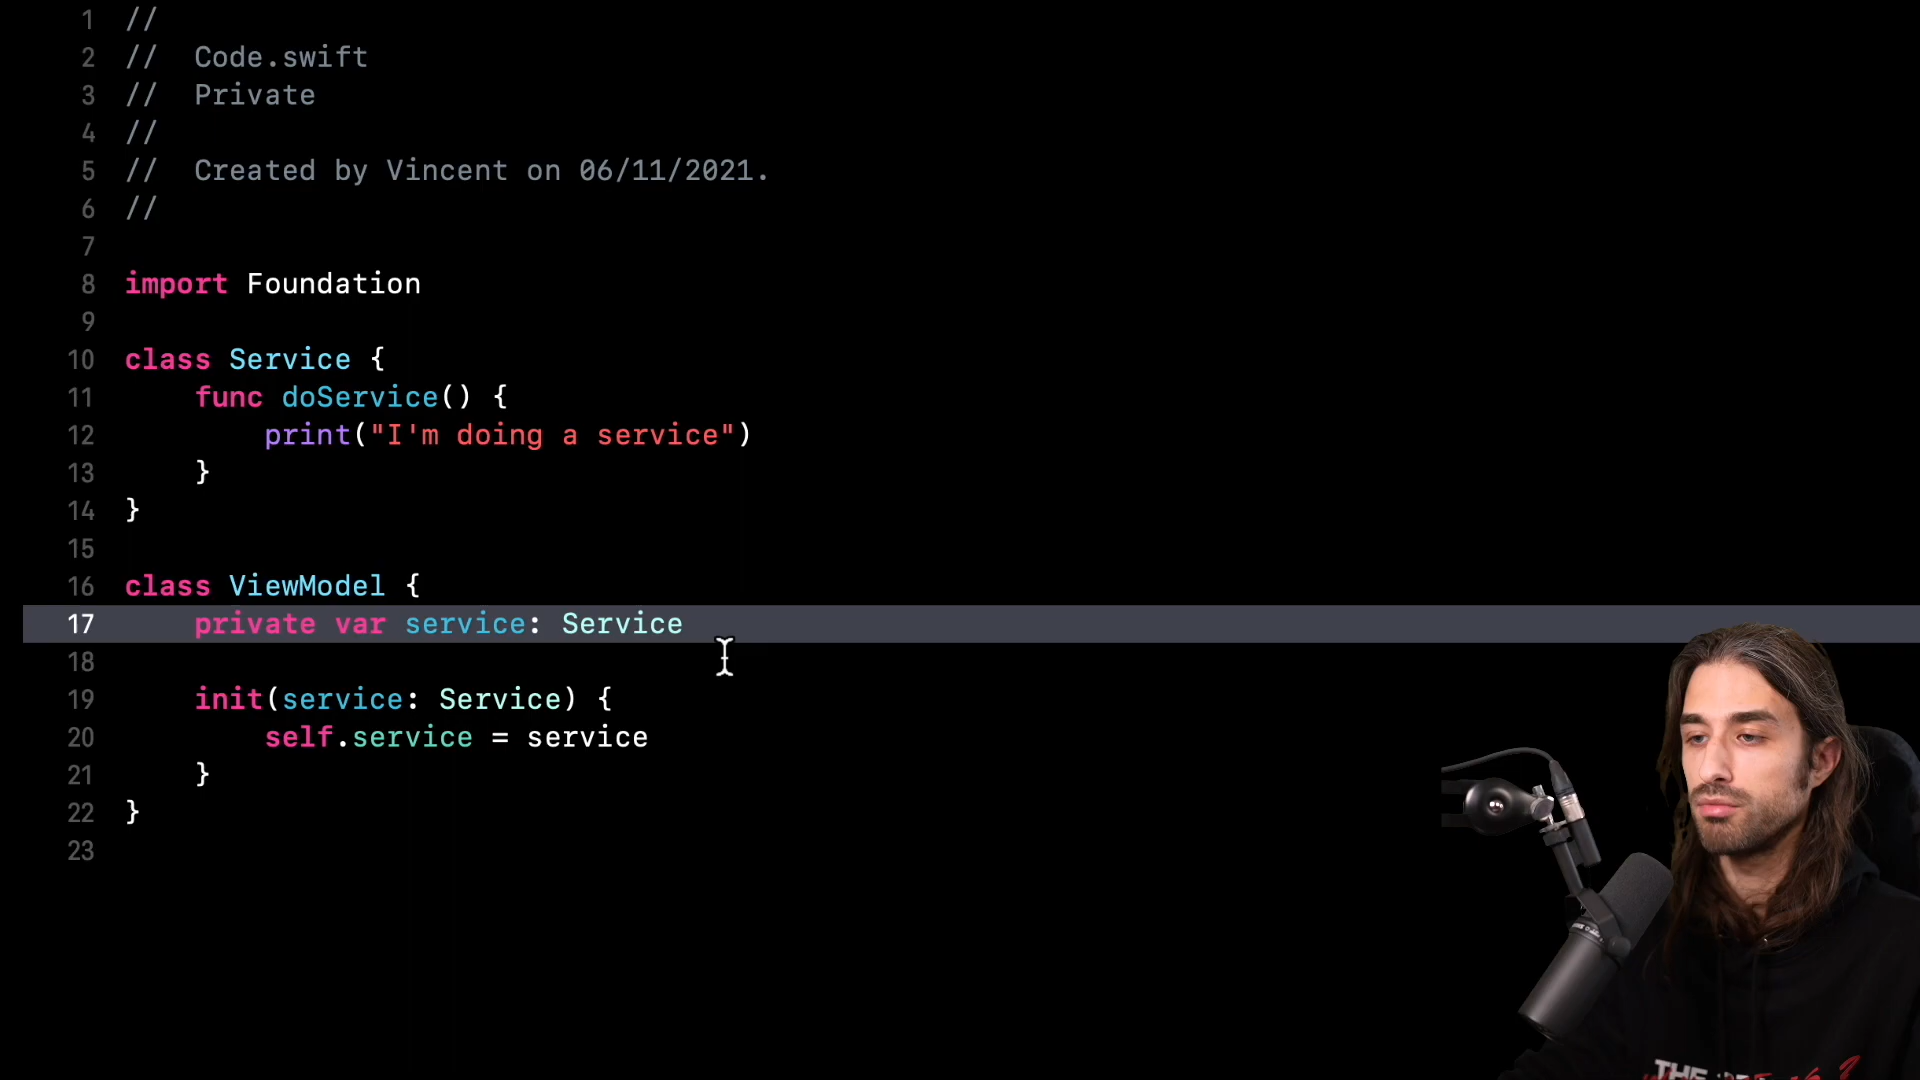 1 //
2 // Code.swift
3 // Private
4 //
5 // Created by Vincent on 06/11/2021.
6 //
7
8 import Foundation
9
10 class Service {
11 func doService() {
12 print("I'm doing a service")
13 }
14 }
15
16 class ViewModel {
17 private var service: Service
18
19 init(service: Service) {
20 self.service = service
21 }
22 }
23
THE